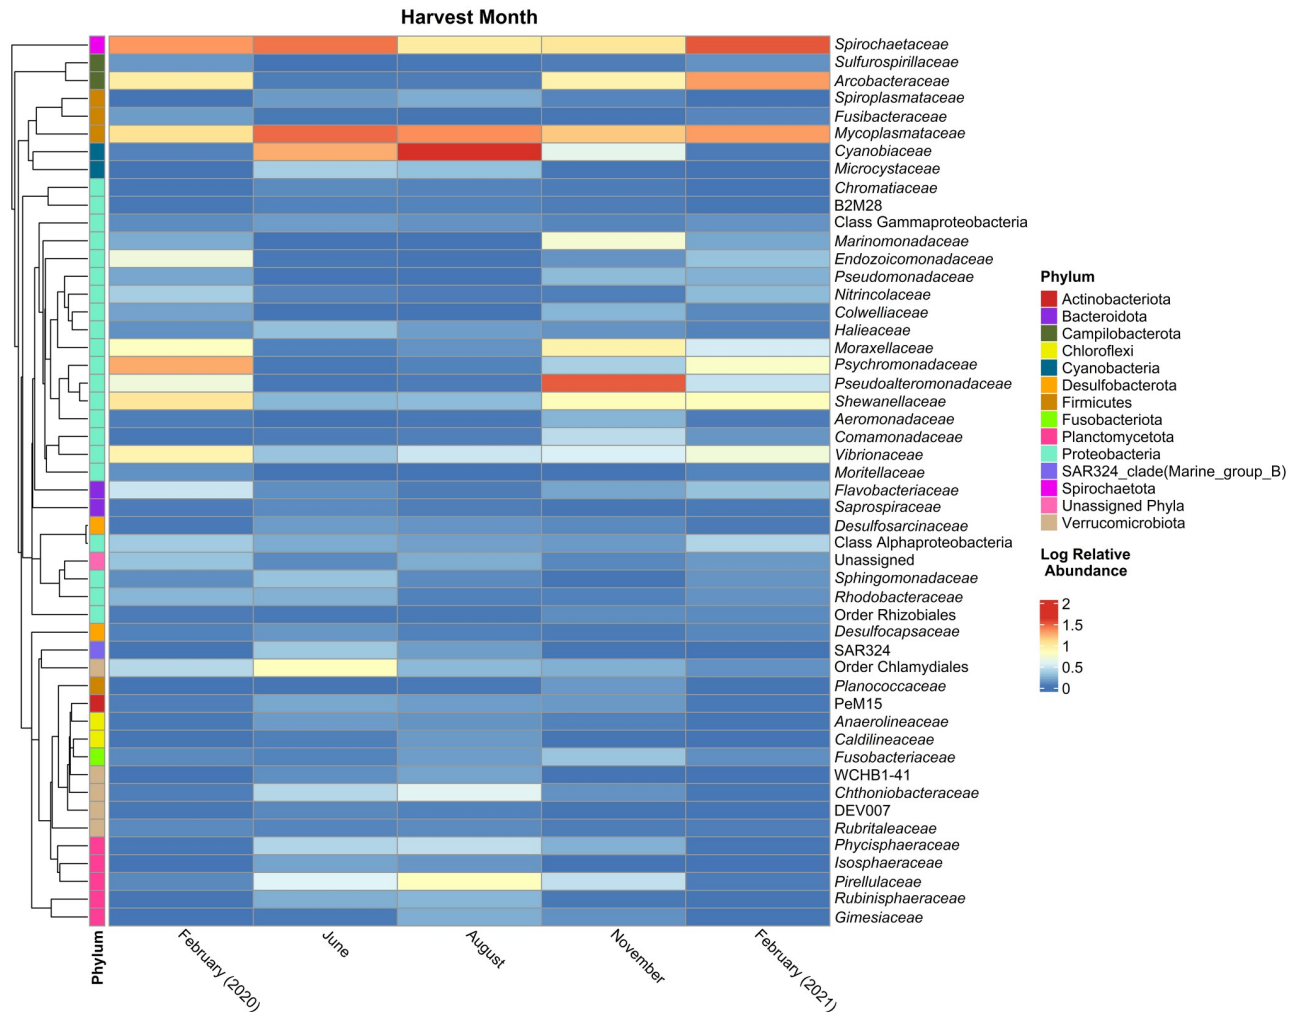 Harvest Month
Spirochaetaceae
Sulfurospirillaceae
Arcobacteraceae
Spiroplasmataceae
Fusibacteraceae
Mycoplasmataceae
Cyanobiaceae
Microcystaceae
Chromatiaceae
B2M28
Class Gammaproteobacteria
Marinomonadaceae
Endozoicomonadaceae
Pseudomonadaceae
Nitrincolaceae
Colwelliaceae
Halieaceae
Moraxellaceae
Psychromonadaceae
Pseudoalteromonadaceae
Shewanellaceae
Aeromonadaceae
Comamonadaceae
Vibrionaceae
Moritellaceae
Flavobacteriaceae
Saprospiraceae
Desulfosarcinaceae
Class Alphaproteobacteria
Unassigned
Sphingomonadaceae
Rhodobacteraceae
Order Rhizobiales
Desulfocapsaceae
SAR324
Order Chlamydiales
Planococcaceae
PeM15
Anaerolineaceae
Caldilineaceae
Fusobacteriaceae
WCHB1-41
Chthoniobacteraceae
DEV007
Rubritaleaceae
Phycisphaeraceae
Isosphaeraceae
Pirellulaceae
Rubinisphaeraceae
Gimesiaceae
Phylum
February (2020)
June
August
November
February (2021)
Phylum
Actinobacteriota
Bacteroidota
Campilobacterota
Chloroflexi
Cyanobacteria
Desulfobacterota
Firmicutes
Fusobacteriota
Planctomycetota
Proteobacteria
SAR324_clade(Marine_group_B)
Spirochaetota
Unassigned Phyla
Verrucomicrobiota
Log Relative
Abundance
2
1.5
1
0.5
0